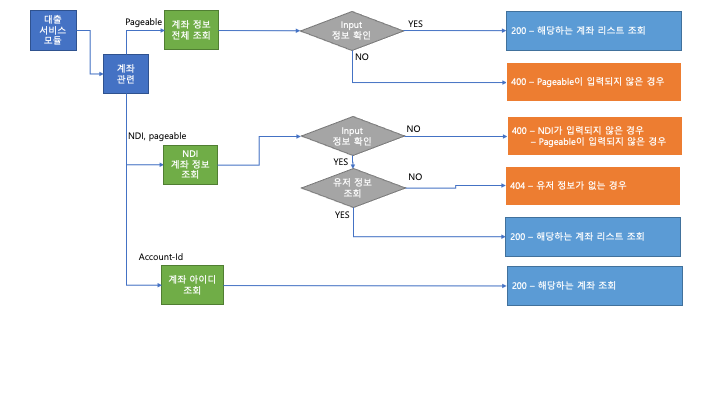 대출
서비스
모듈
계좌
관련
Pageable
계좌 정보
전체 조회
Input
정보 확인
YES
200 – 해당하는 계좌 리스트 조회
NO
400 – Pageable이 입력되지 않은 경우
NDI, pageable
NDI
계좌 정보
조회
Input
정보 확인
NO
400 – NDI가 입력되지 않은 경우
– Pageable이 입력되지 않은 경우
YES
유저 정보
조회
NO
404 – 유저 정보가 없는 경우
YES
200 – 해당하는 계좌 리스트 조회
Account-Id
계좌 아이디
조회
200 – 해당하는 계좌 조회